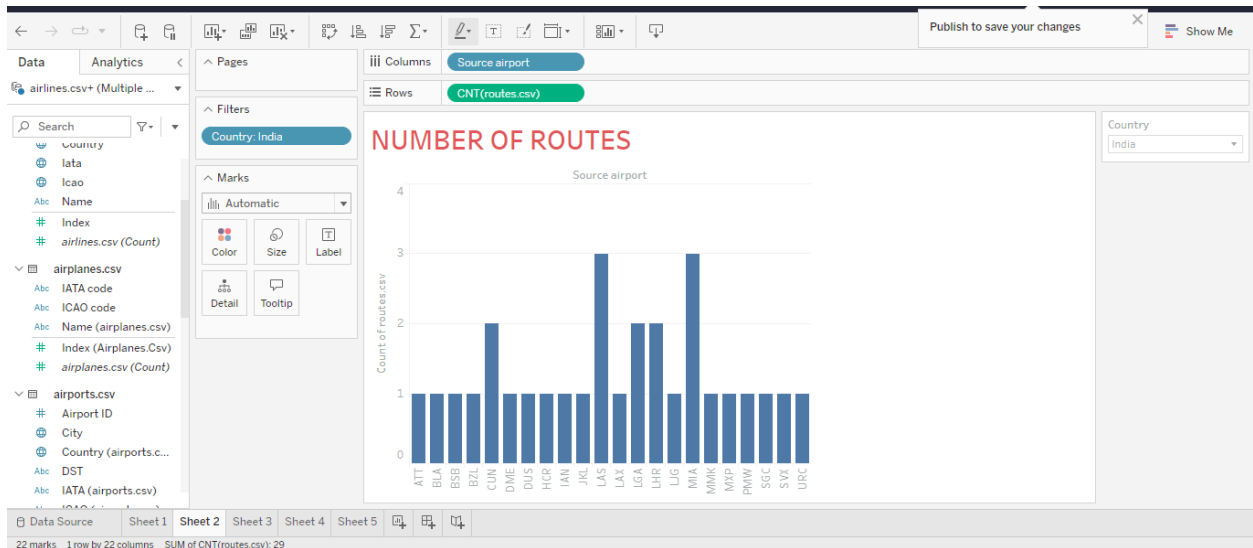 Publish to save your changes
Show Me
Data Analytics
airlines.csv+ (Multiple ...
Search
Country
Iata
Icao
Abc Name
Index
airlines.csv (Count)
airplanes.csv
Abc IATA code
Abc ICAO code
Abc Name (airplanes.csv)
Index (Airplanes.Csv)
airplanes.csv (Count)
airports.csv
Airport ID
City
Country (airports.c...
Abc DST
Abc IATA (airports.csv)
Pages
Filters
Country: India
Marks
Automatic
Color Size Label
Detail Tooltip
Columns Source airport
Rows CNT(routes.csv)
NUMBER OF ROUTES
Source airport
Count of routes.csv
4
3
2
1
0
ATT BLA BSB BZL CUN DME DUS HCR IAN JKL LAS LAX LGA LHR LJG MIA MMK MXP PMW SGC SVX URC
Country
India
Data Source Sheet 1 Sheet 2 Sheet 3 Sheet 4 Sheet 5
22 marks 1 row by 22 columns SUM of CNT(routes.csv): 29